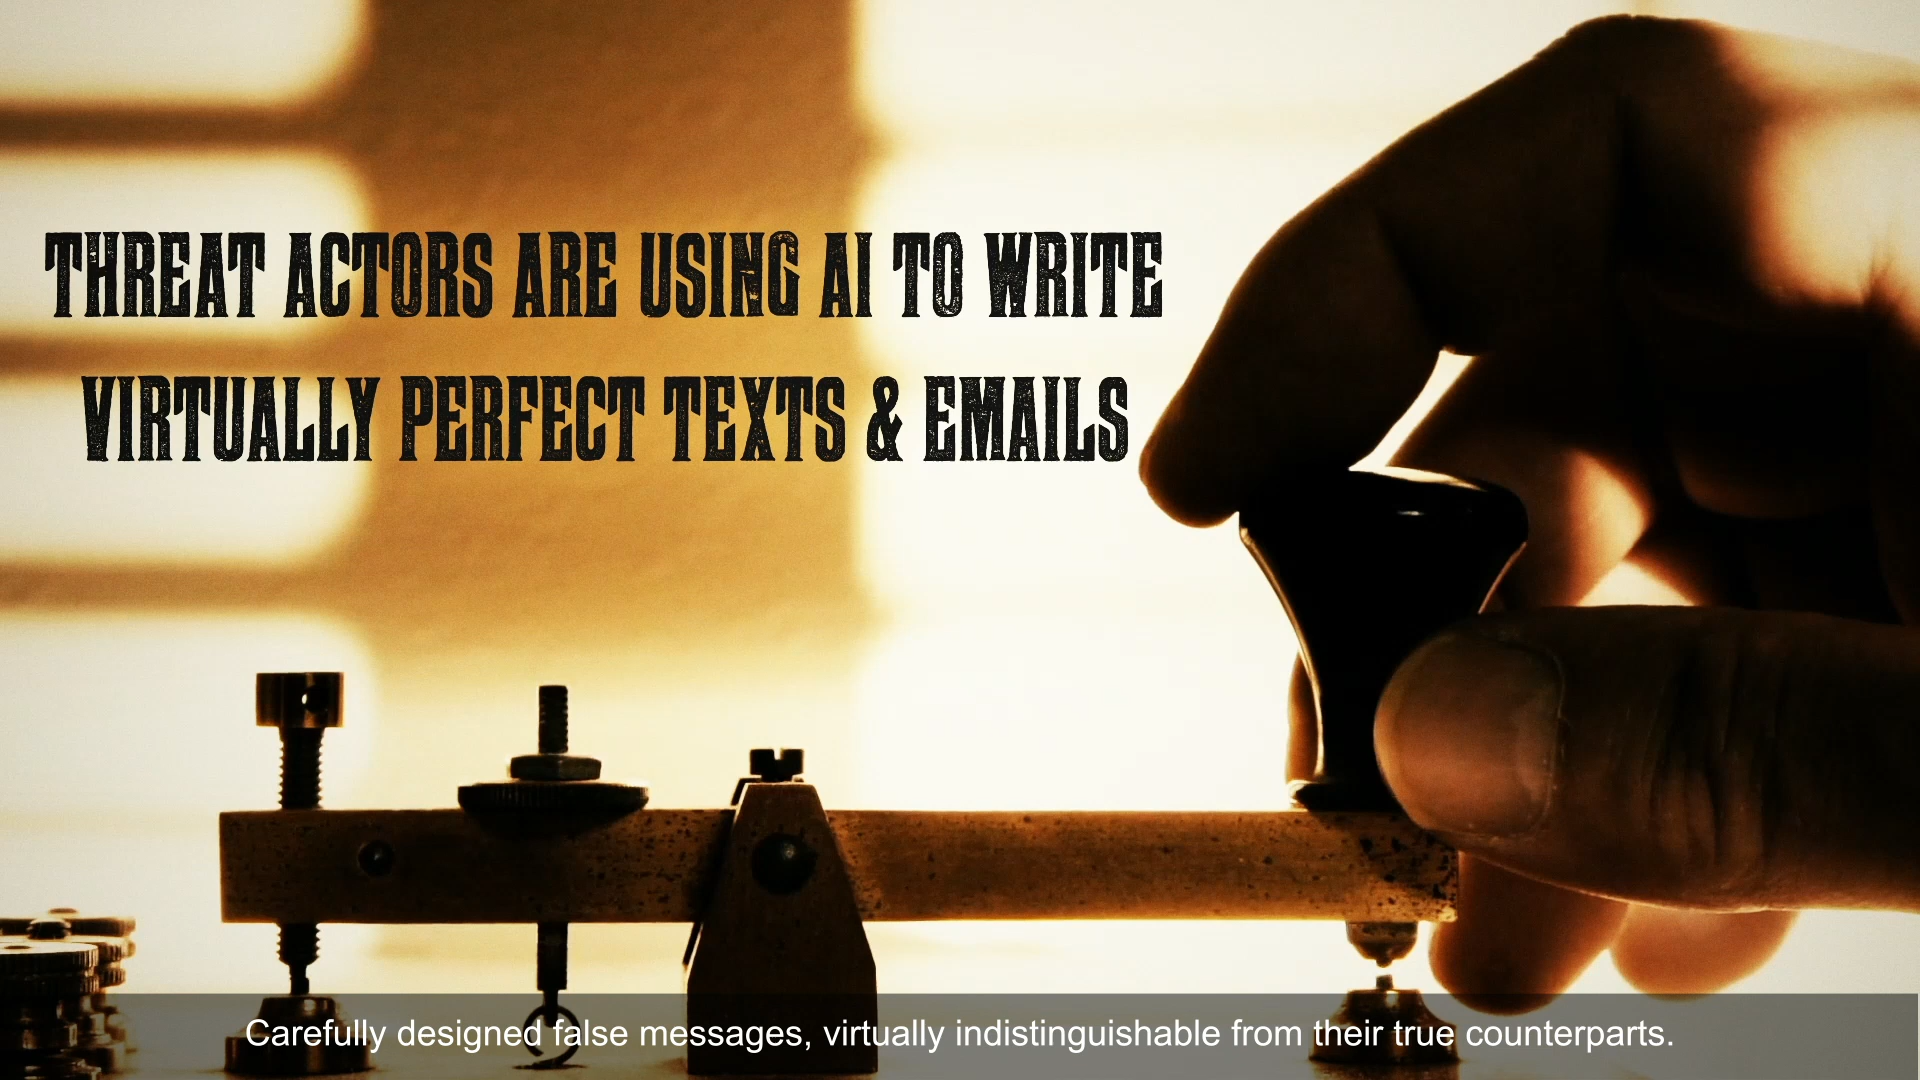 THREAT ACTORS ARE USING AI TO WRITE
VIRTUALLY PERFECT TEXTS & EMAILS
Carefully designed false messages, virtually indistinguishable from their true counterparts.